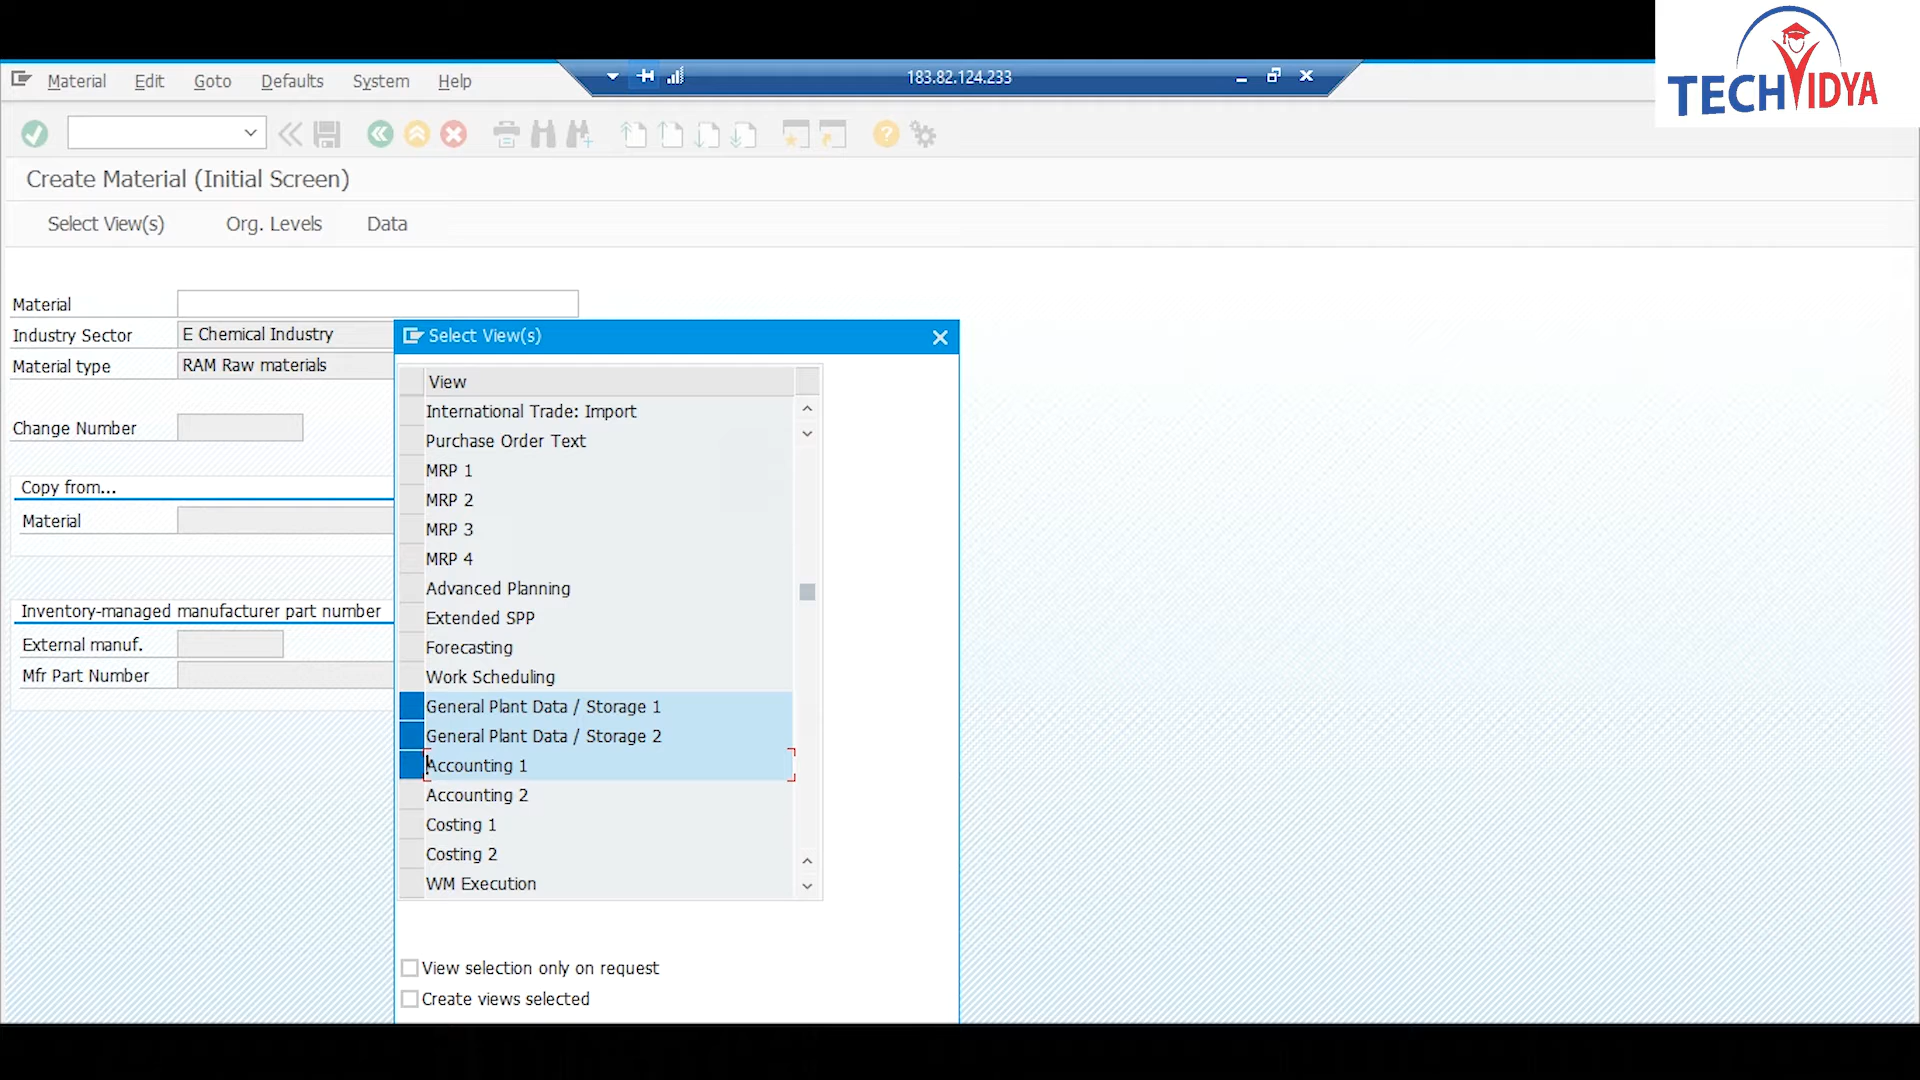 TECHVIDYA
Material Edit Goto Defaults System Help
183.82.124.233
Create Material (Initial Screen)
Select View(s) Org. Levels Data
Material
Industry Sector E Chemical Industry
Material type RAM Raw materials
Change Number
Copy from...
Material
Inventory-managed manufacturer part number
External manuf.
Mfr Part Number
Select View(s)
View
International Trade: Import
Purchase Order Text
MRP 1
MRP 2
MRP 3
MRP 4
Advanced Planning
Extended SPP
Forecasting
Work Scheduling
General Plant Data / Storage 1
General Plant Data / Storage 2
Accounting 1
Accounting 2
Costing 1
Costing 2
WM Execution
View selection only on request
Create views selected